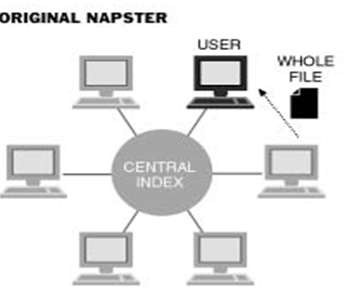 ORIGINAL NAPSTER
USER
WHOLE
FILE
CENTRAL
INDEX